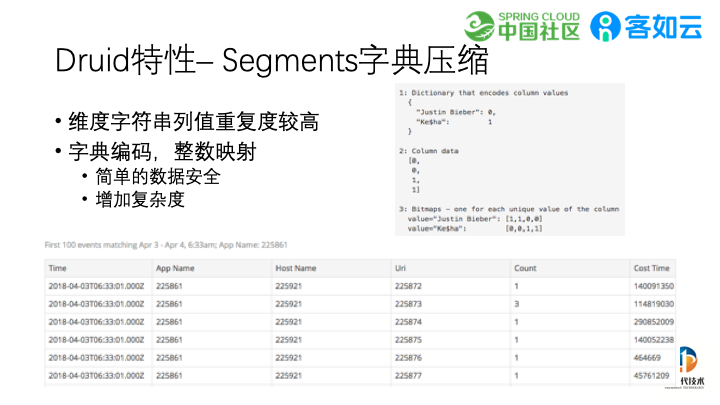 SPRING CLOUD
中国社区
客如云
Druid特性– Segments字典压缩
• 维度字符串列值重复度较高
• 字典编码，整数映射
• 简单的数据安全
• 增加复杂度
1: Dictionary that encodes column values
{
"Justin Bieber": 0,
"Ke$ha": 1
}
2: Column data
[0,
0,
1,
1]
3: Bitmaps – one for each unique value of the column
value="Justin Bieber": [1,1,0,0]
value="Ke$ha": [0,0,1,1]
First 100 events matching Apr 3 - Apr 4, 6:33am; App Name: 225861
Time App Name Host Name Uri Count Cost Time
2018-04-03T06:33:01.000Z 225861 225921 225872 1 140091350
2018-04-03T06:33:01.000Z 225861 225921 225873 3 114819030
2018-04-03T06:33:01.000Z 225861 225921 225874 1 290852009
2018-04-03T06:33:01.000Z 225861 225921 225875 1 140052238
2018-04-03T06:33:01.000Z 225861 225921 225876 1 464669
2018-04-03T06:33:01.000Z 225861 225921 225877 1 45761209
代技术